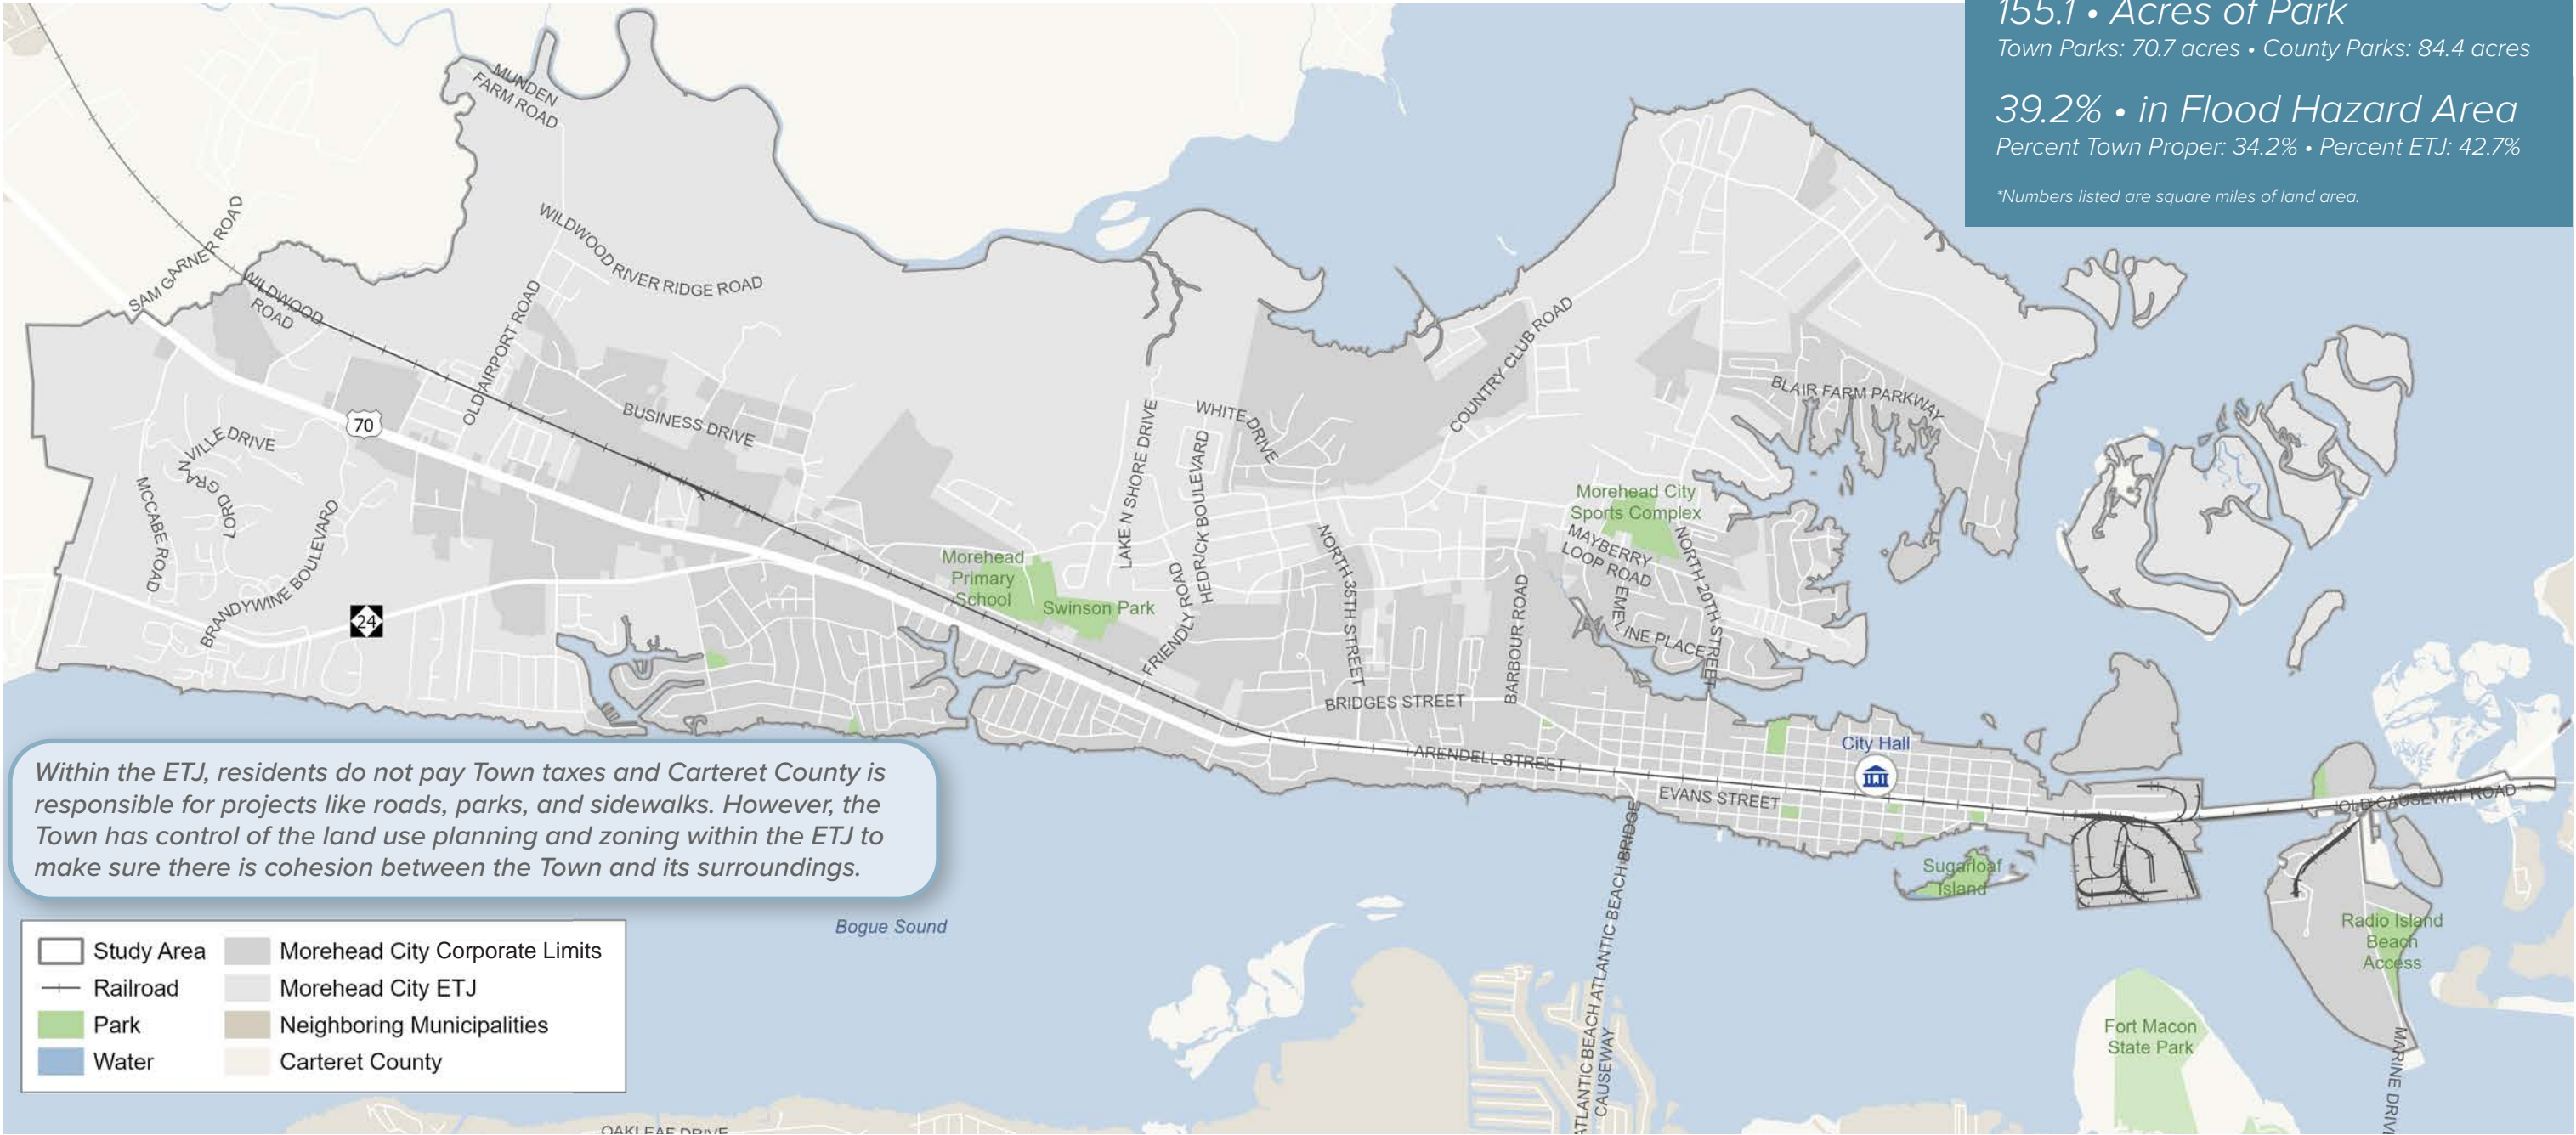 155.1 • Acres of Park
Town Parks: 70.7 acres • County Parks: 84.4 acres
39.2% • in Flood Hazard Area
Percent Town Proper: 34.2% • Percent ETJ: 42.7%
*Numbers listed are square miles of land area.
MUNDEN
FARM ROAD
SAM GARNER ROAD
WILDWOOD
ROAD
WILDWOOD RIVER RIDGE ROAD
OLD AIRPORT ROAD
70
BUSINESS DRIVE
LORD GRANVILLE DRIVE
MCCABE ROAD
BRANDYWINE BOULEVARD
24
LAKE N SHORE DRIVE
WHITE DRIVE
HEDRICK BOULEVARD
FRIENDLY ROAD
COUNTRY CLUB ROAD
BLAIR FARM PARKWAY
Morehead City
Sports Complex
MAYBERRY
LOOP ROAD
NORTH 20TH STREET
EMELINE PLACE
NORTH 35TH STREET
BARBOUR ROAD
Morehead
Primary
School
Swinson Park
BRIDGES STREET
ARENDELL STREET
City Hall
EVANS STREET
OLD CAUSEWAY ROAD
Sugarloaf
Island
Radio Island
Beach
Access
Fort Macon
State Park
MARINE DRIV
ATLANTIC BEACH BRIDGE
ATLANTIC BEACH
CAUSEWAY
Bogue Sound
OAKLEAF DRIVE
Within the ETJ, residents do not pay Town taxes and Carteret County is
responsible for projects like roads, parks, and sidewalks. However, the
Town has control of the land use planning and zoning within the ETJ to
make sure there is cohesion between the Town and its surroundings.
Study Area
Railroad
Park
Water
Morehead City Corporate Limits
Morehead City ETJ
Neighboring Municipalities
Carteret County